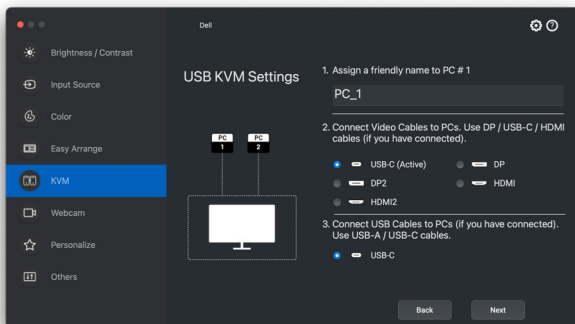 Dell
Brightness / Contrast
Input Source
Color
Easy Arrange
KVM
Webcam
Personalize
Others
USB KVM Settings
PC 1
PC 2
1. Assign a friendly name to PC # 1
PC_1
2. Connect Video Cables to PCs. Use DP / USB-C / HDMI
cables (if you have connected).
USB-C (Active)
DP
DP2
HDMI
HDMI2
3. Connect USB Cables to PCs (if you have connected).
Use USB-A / USB-C cables.
USB-C
Back
Next